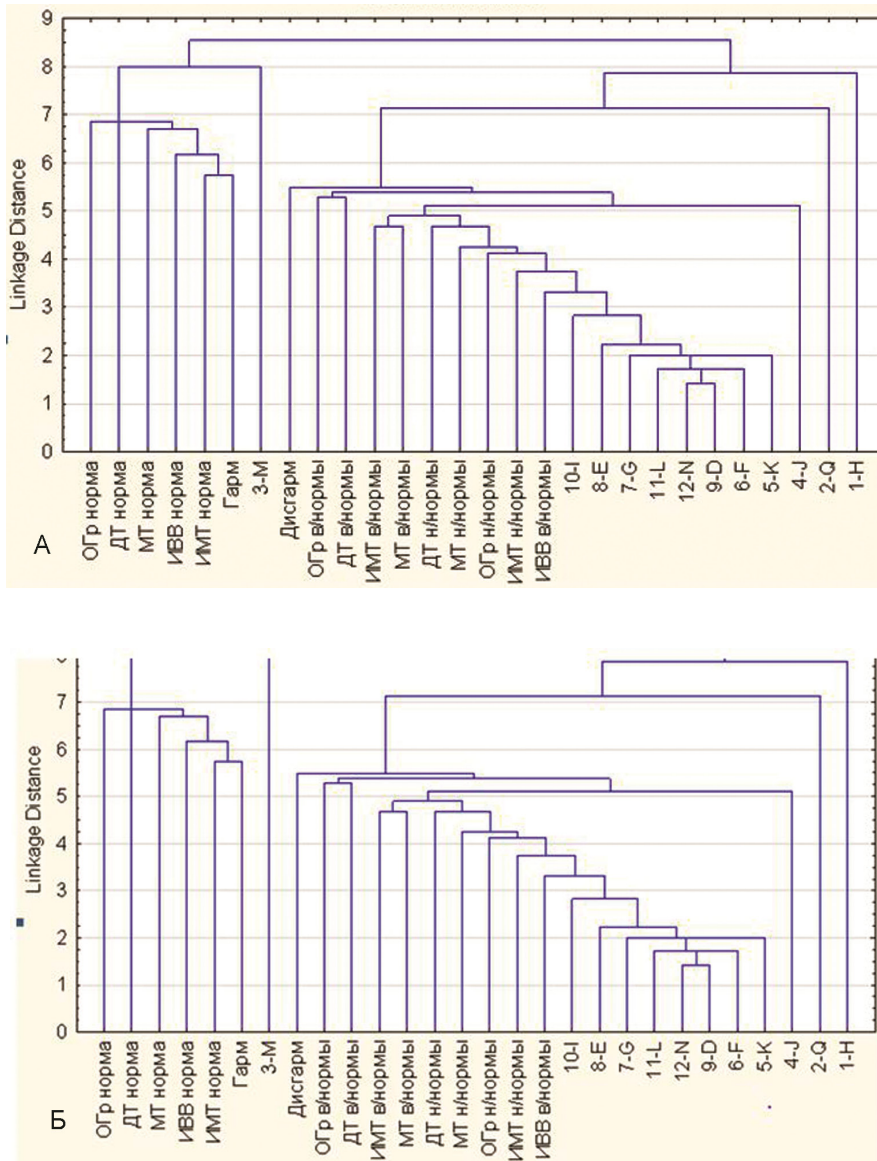 9
8
7
6
5
4
3
2
1
0
Linkage Distance
ОГр норма
ДТ норма
МТ норма
ИВВ норма
ИМТ норма
Гарм
3-M
Дисгарм
ОГр в/нормы
ДТ в/нормы
ИМТ в/нормы
МТ в/нормы
ДТ н/нормы
МТ н/нормы
ОГр н/нормы
ИМТ н/нормы
ИВВ в/нормы
10-I
8-E
7-G
11-L
12-N
9-D
6-F
5-K
4-J
2-Q
1-H
А
7
6
5
4
3
2
1
0
Linkage Distance
ОГр норма
ДТ норма
МТ норма
ИВВ норма
ИМТ норма
Гарм
3-M
Дисгарм
ОГр в/нормы
ДТ в/нормы
ИМТ в/нормы
МТ в/нормы
ДТ н/нормы
МТ н/нормы
ОГр н/нормы
ИМТ н/нормы
ИВВ в/нормы
10-I
8-E
7-G
11-L
12-N
9-D
6-F
5-K
4-J
2-Q
1-H
Б